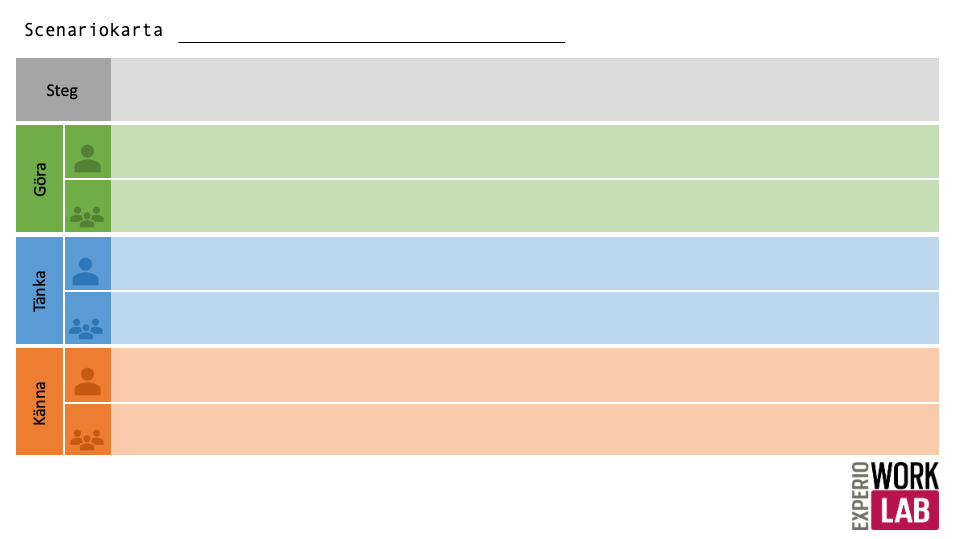 Scenariokarta
Steg
Göra
Tänka
Känna
EXPERIO
WORK
LAB